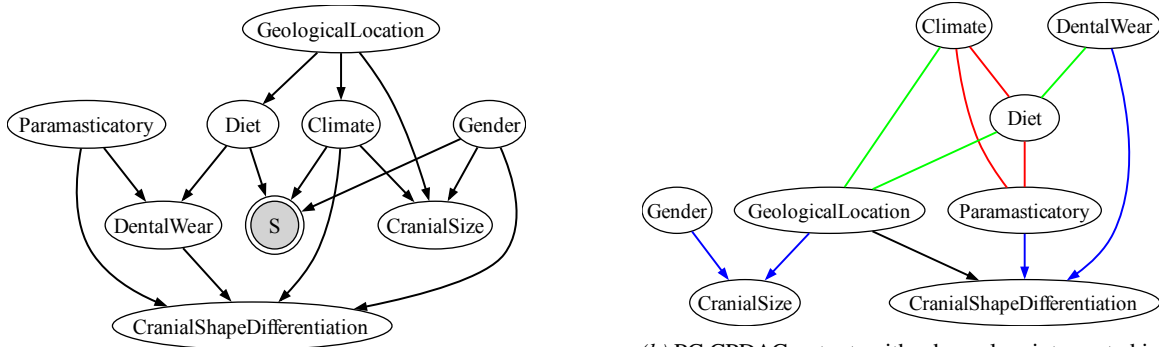 GeologicalLocation
Paramasticatory
Diet
Climate
Gender
DentalWear
S
CranialSize
CranialShapeDifferentiation
Climate
DentalWear
Diet
Gender
GeologicalLocation
Paramasticatory
CranialSize
CranialShapeDifferentiation